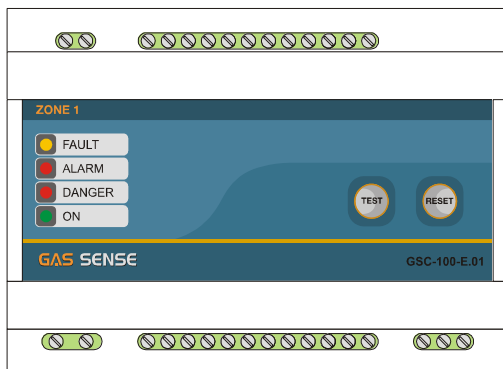 ZONE 1
FAULT
ALARM
DANGER
ON
TEST
RESET
GAS SENSE
GSC-100-E.01